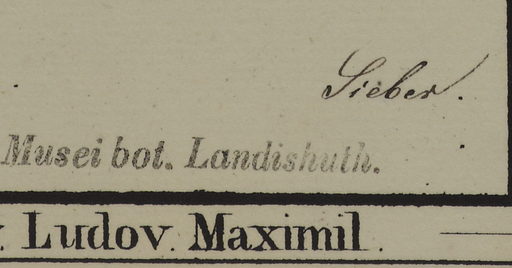 Sieber.
Musei bot. Landishuth.
. Ludov. Maximil.